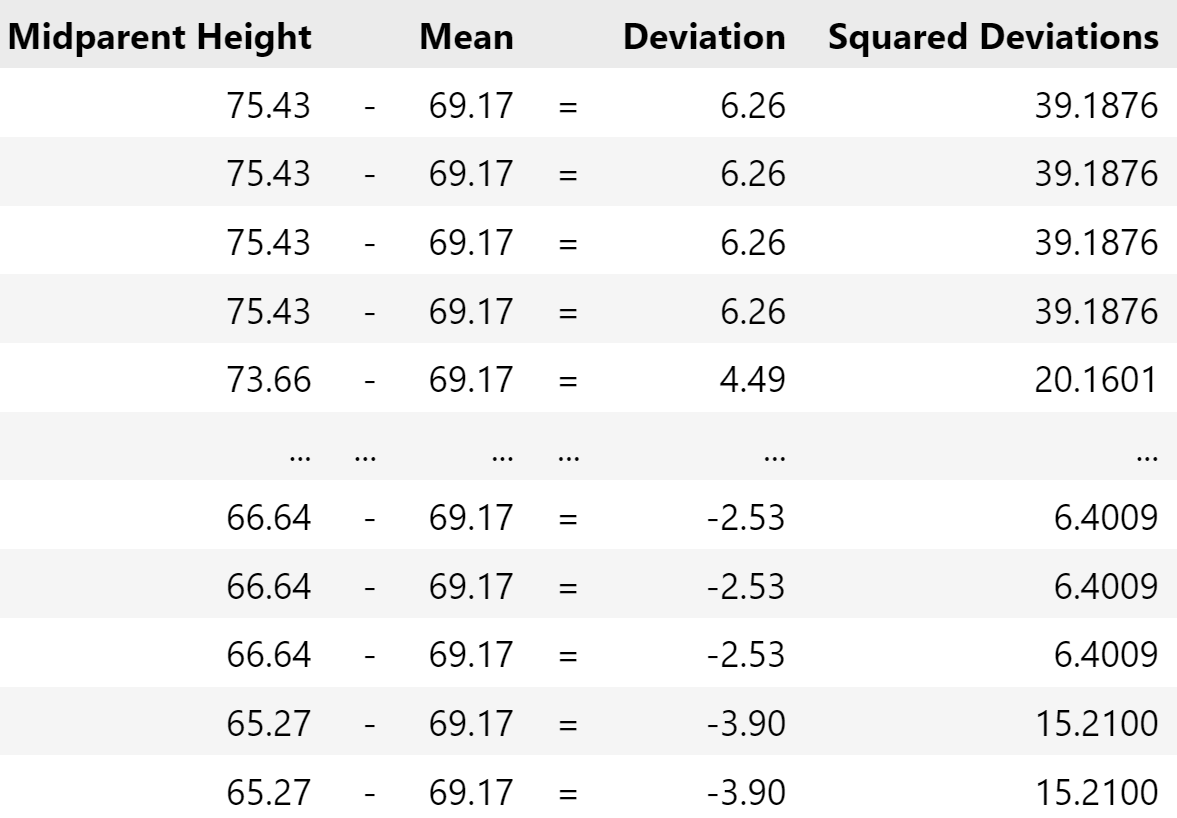 Midparent Height Mean Deviation Squared Deviations
75.43 - 69.17 = 6.26 39.1876
75.43 - 69.17 = 6.26 39.1876
75.43 - 69.17 = 6.26 39.1876
75.43 - 69.17 = 6.26 39.1876
73.66 - 69.17 = 4.49 20.1601
... ... ... ... ... ...
66.64 - 69.17 = -2.53 6.4009
66.64 - 69.17 = -2.53 6.4009
66.64 - 69.17 = -2.53 6.4009
65.27 - 69.17 = -3.90 15.2100
65.27 - 69.17 = -3.90 15.2100